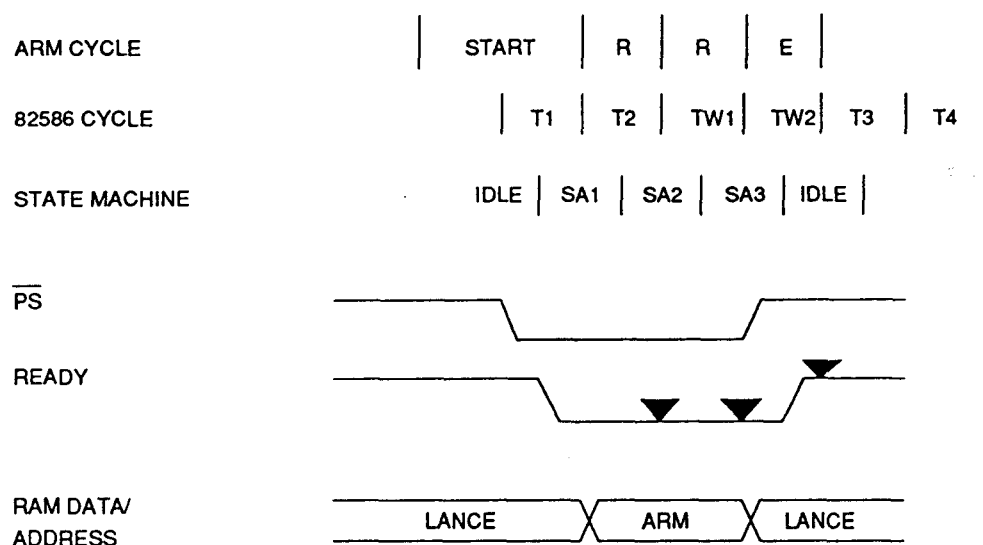 ARM CYCLE START R R E
82586 CYCLE T1 T2 TW1 TW2 T3 T4
STATE MACHINE IDLE SA1 SA2 SA3 IDLE
PS
READY
RAM DATA/
ADDRESS
LANCE ARM LANCE